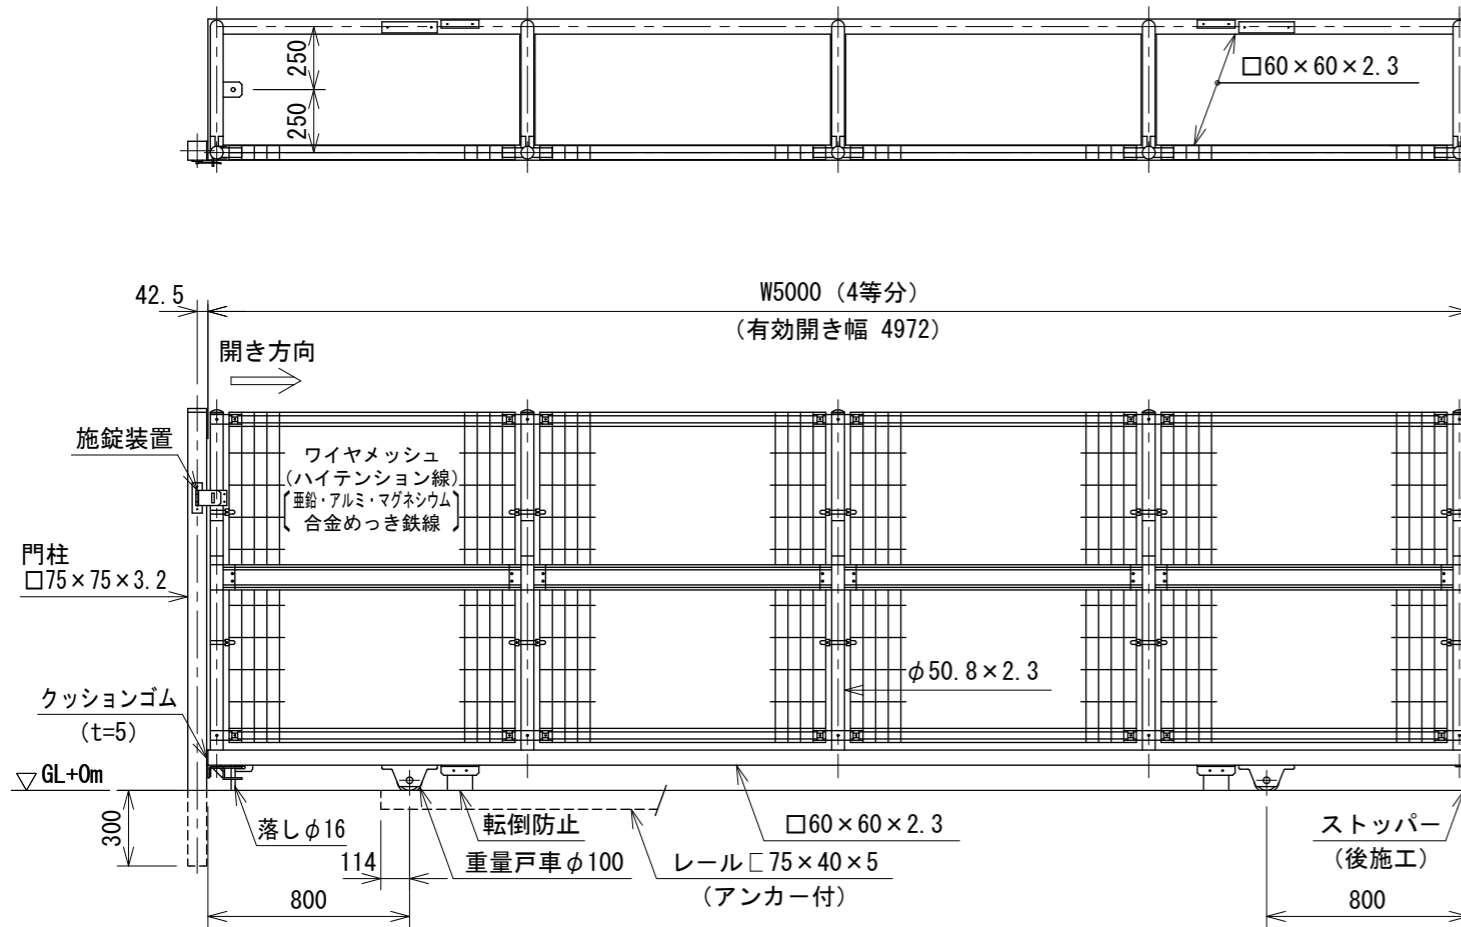 250
250
□60×60×2.3
42.5
W5000 (4等分)
(有効開き幅 4972)
開き方向
施錠装置
ワイヤメッシュ
(ハイテンション線)
亜鉛・アルミ・マグネシウム
合金めっき鉄線
門柱
□75×75×3.2
φ50.8×2.3
クッションゴム
(t=5)
▽ GL+0m
300
落しφ16
転倒防止
□60×60×2.3
ストッパー
(後施工)
114
重量戸車φ100
レール⊏75×40×5
(アンカー付)
800
800